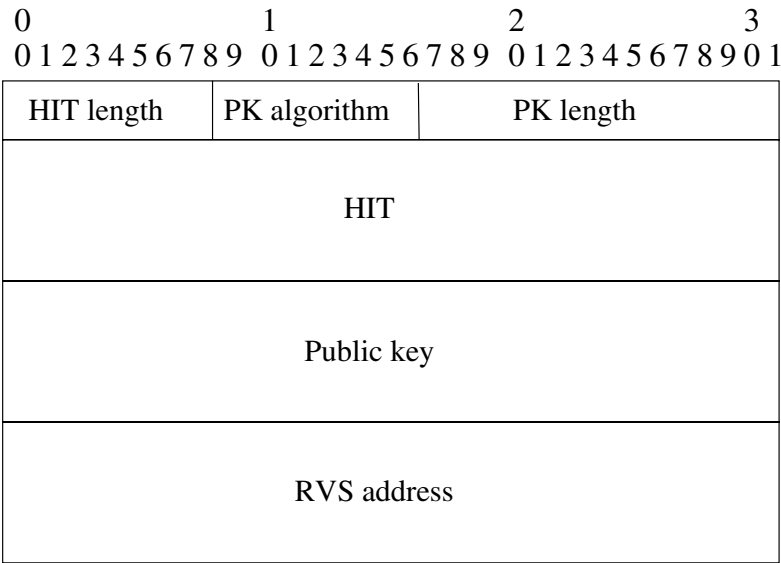 0 1 2 3
0 1 2 3 4 5 6 7 8 9 0 1 2 3 4 5 6 7 8 9 0 1 2 3 4 5 6 7 8 9 0 1
HIT length PK algorithm PK length
HIT
Public key
RVS address